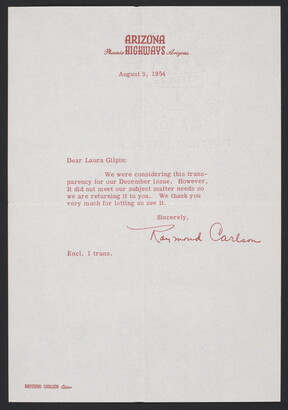 ARIZONA
Phoenix HIGHWAYS Arizona
August 3, 1954
Dear Laura Gilpin:
We were considering this trans-
parency for our December issue. However,
it did not meet our subject matter needs so
we are returning it to you. We thank you
very much for letting us see it.
Sincerely,
Raymond Carlson
Encl. 1 trans.
RAYMOND CARLSON Editor